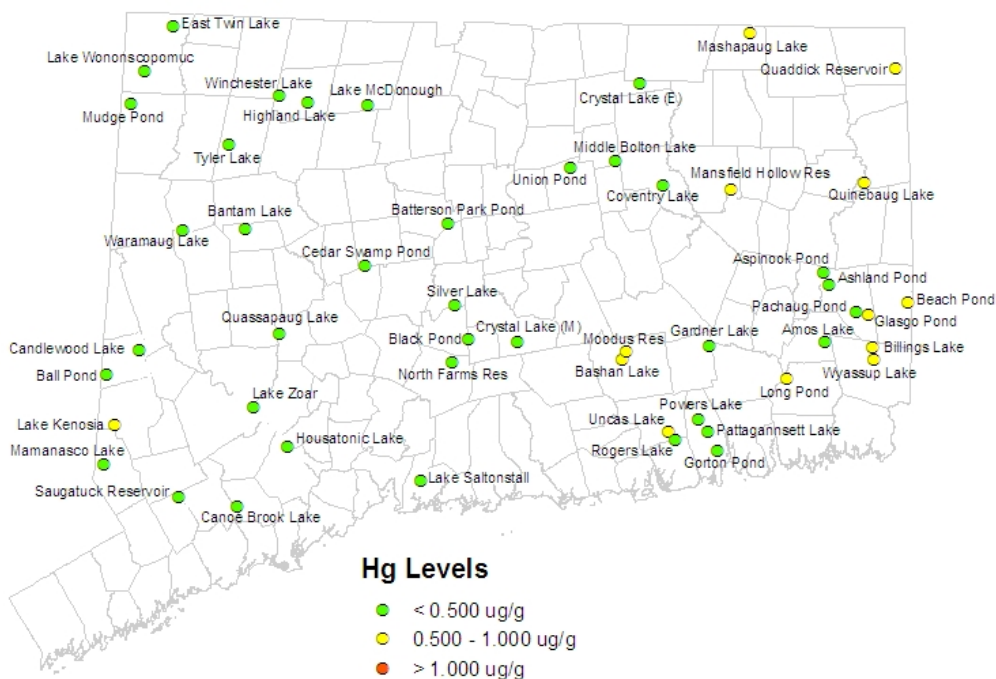 East Twin Lake
Mashapaug Lake
Lake Wononscopomuc
Quaddick Reservoir
Winchester Lake
Lake McDonough
Crystal Lake (E)
Mudge Pond
Highland Lake
Tyler Lake
Middle Bolton Lake
Union Pond
Mansfield Hollow Res
Coventry Lake
Quinebaug Lake
Bantam Lake
Batterson Park Pond
Waramaug Lake
Cedar Swamp Pond
Aspinook Pond
Ashland Pond
Silver Lake
Beach Pond
Pachaug Pond
Glasgo Pond
Quassapaug Lake
Crystal Lake (M)
Black Pond
Moodus Res
Gardner Lake
Amos Lake
Candlewood Lake
Billings Lake
Ball Pond
North Farms Res
Bashan Lake
Wyassup Lake
Long Pond
Lake Zoar
Powers Lake
Lake Kenosia
Uncas Lake
Pattagannsett Lake
Housatonic Lake
Mamanasco Lake
Rogers Lake
Gorton Pond
Lake Saltonstall
Saugatuck Reservoir
Canoe Brook Lake
Hg Levels
< 0.500 ug/g
0.500 - 1.000 ug/g
> 1.000 ug/g